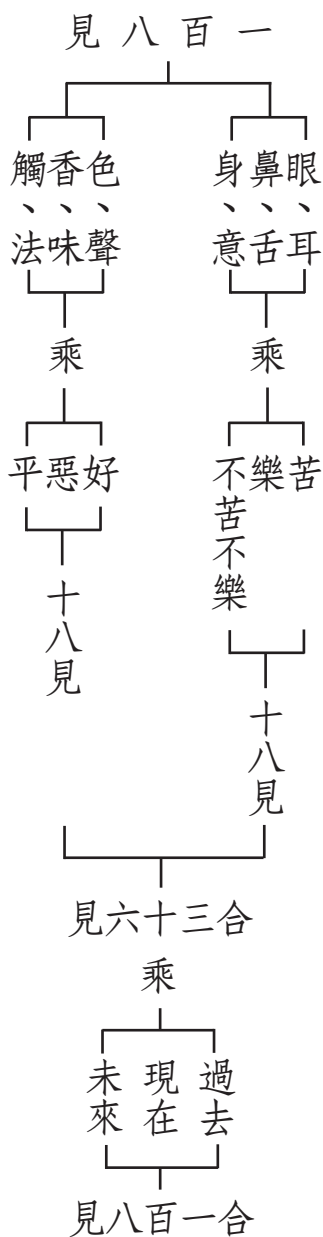 一百八見
眼、耳
鼻、舌
身、意
乘
苦
樂
不苦不樂
十八見
色、聲
香、味
觸、法
乘
好
惡
平
十八見
合三十六見
乘
過去
現在
未來
合一百八見